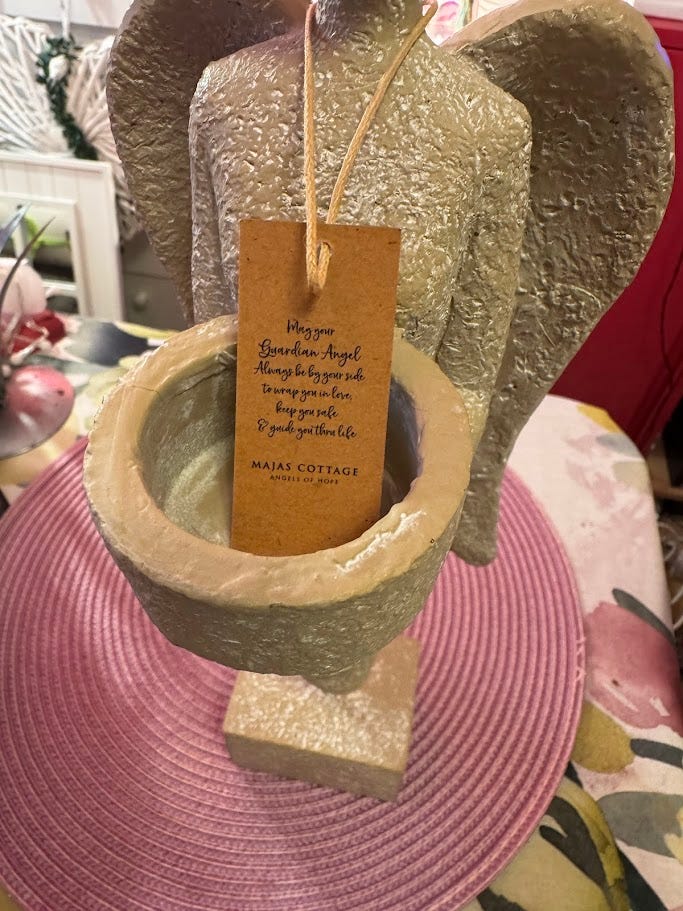 May your
Guardian Angel
Always be by your side
to wrap you in love,
keep you safe
& guide you thru life
MAJAS COTTAGE
ANGELS OF HOPE